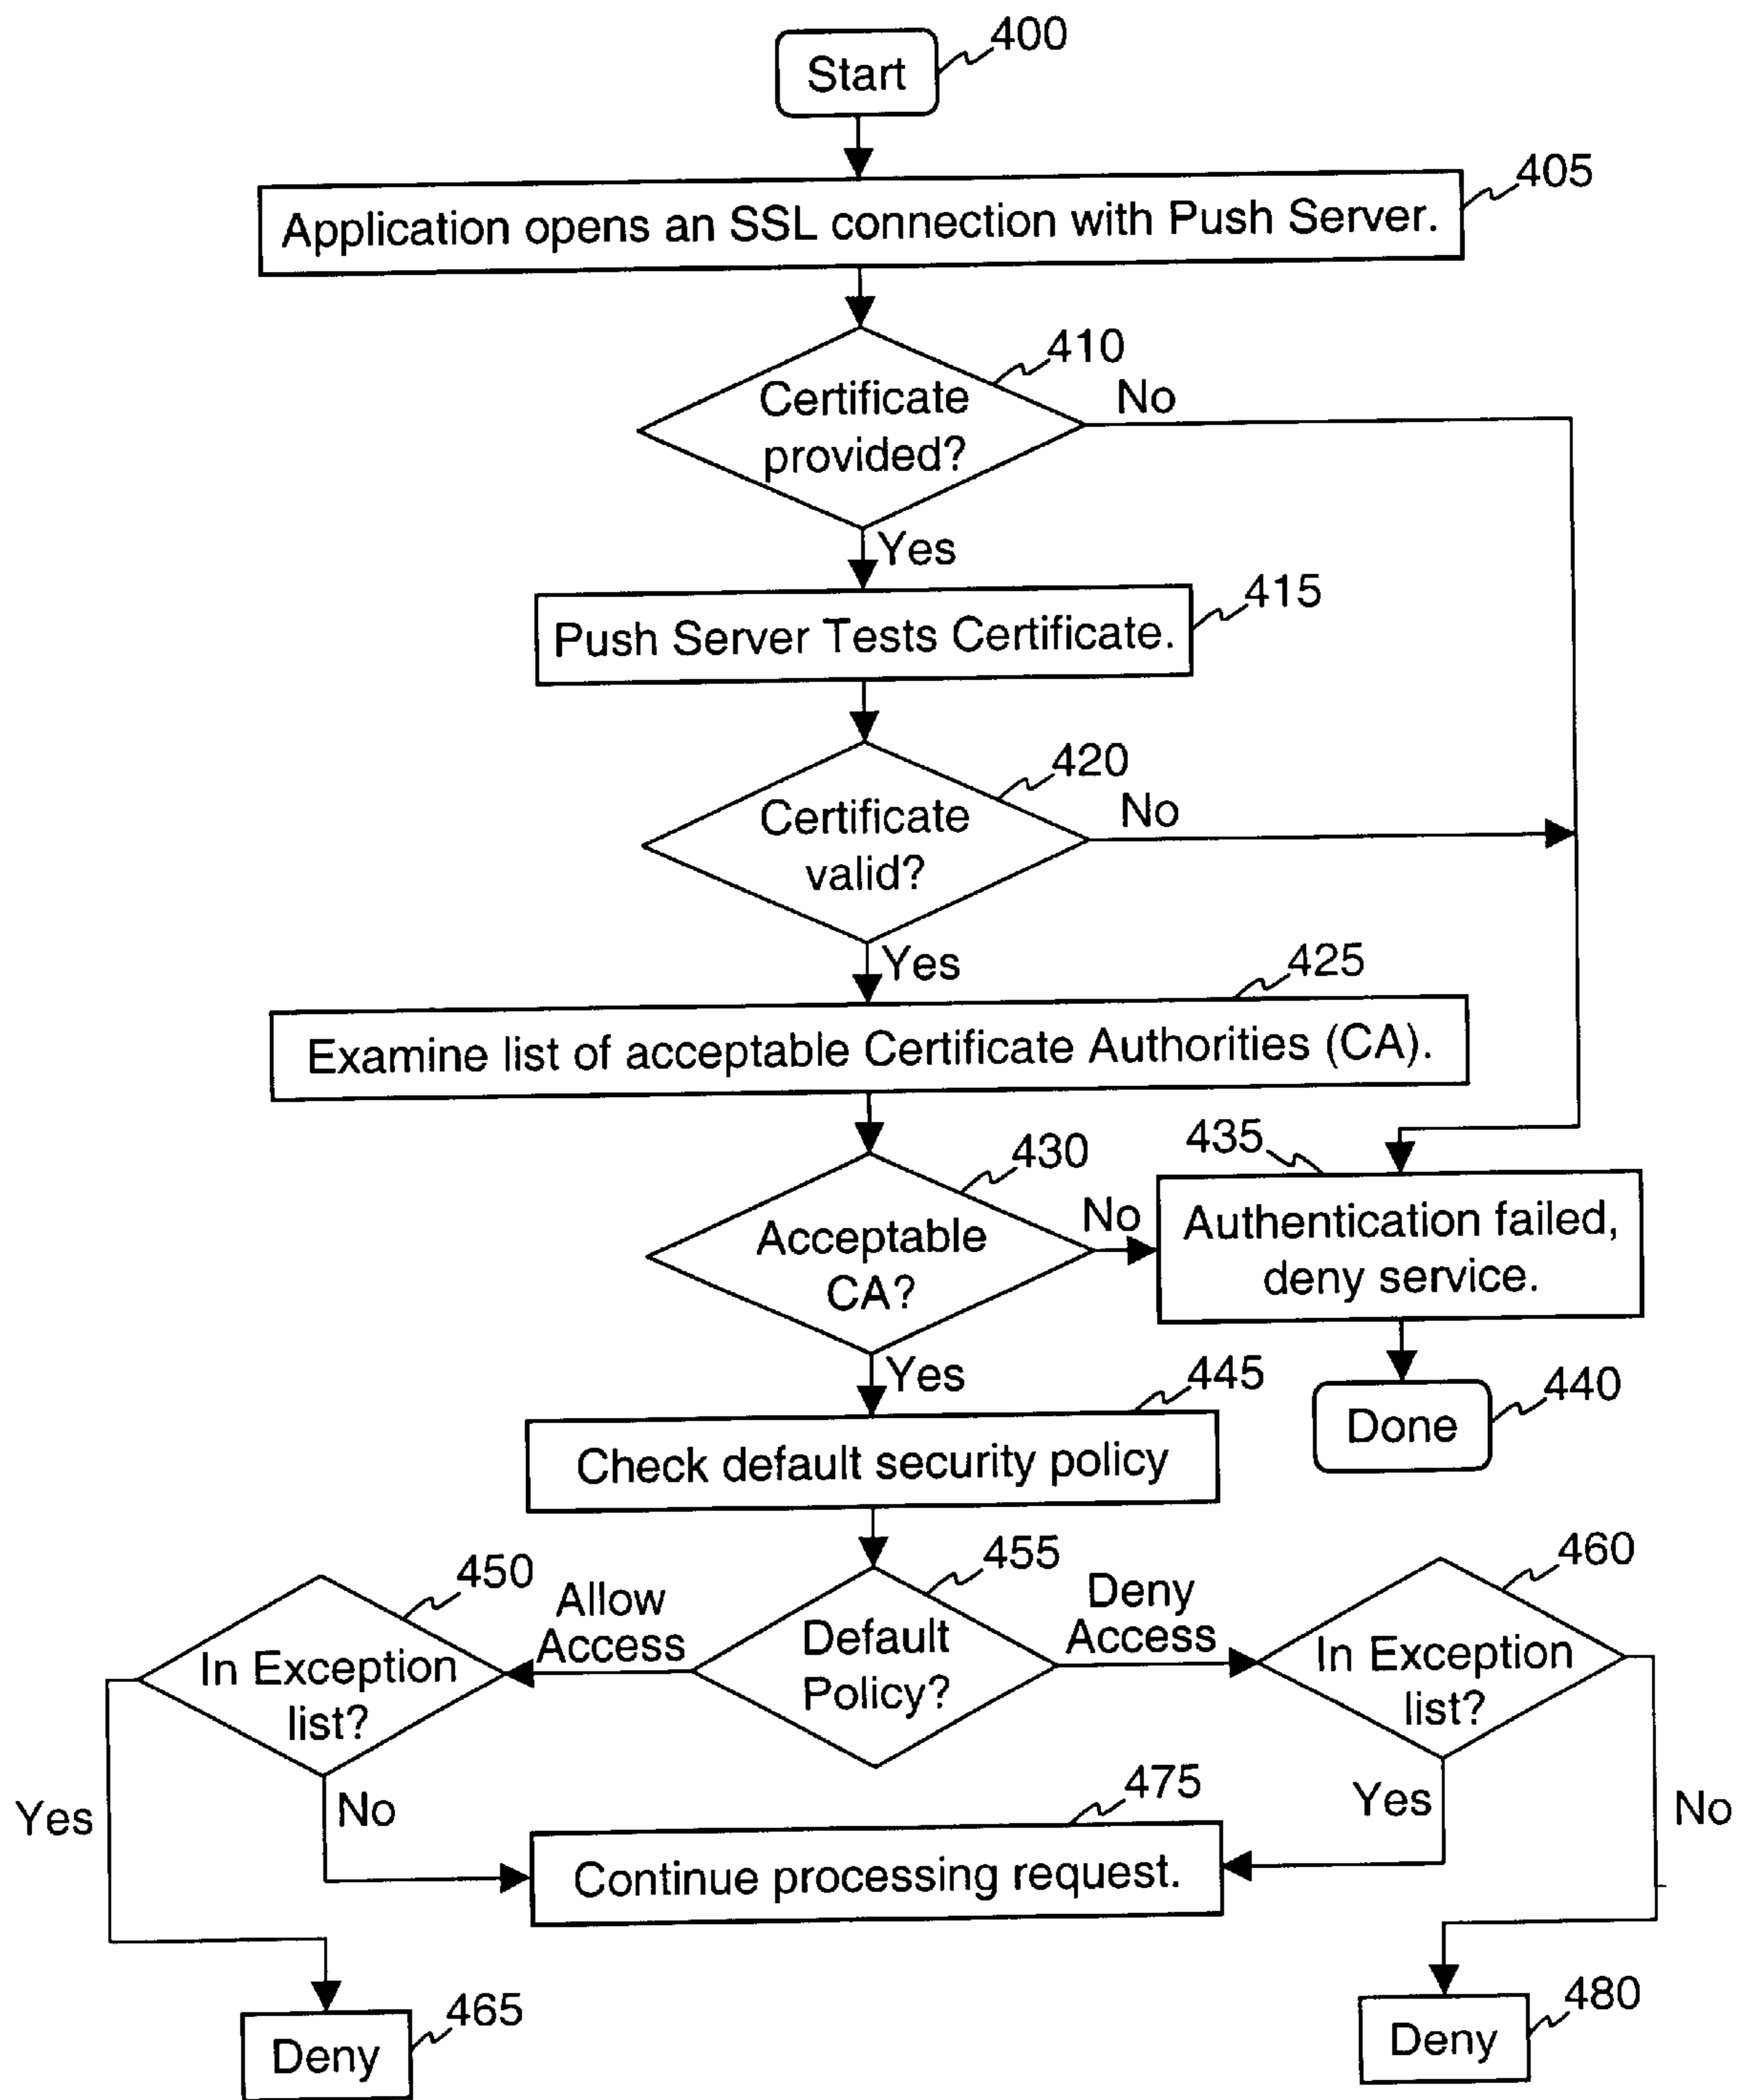 400
Start
405
Application opens an SSL connection with Push Server.
410
Certificate
provided?
No
Yes
415
Push Server Tests Certificate.
420
Certificate
valid?
No
Yes
425
Examine list of acceptable Certificate Authorities (CA).
430
Acceptable
CA?
No
435
Authentication failed,
deny service.
Yes
440
Done
445
Check default security policy
455
Default
Policy?
Allow
Access
Deny
Access
450
In Exception
list?
460
In Exception
list?
Yes
No
475
Continue processing request.
Yes
No
465
Deny
480
Deny